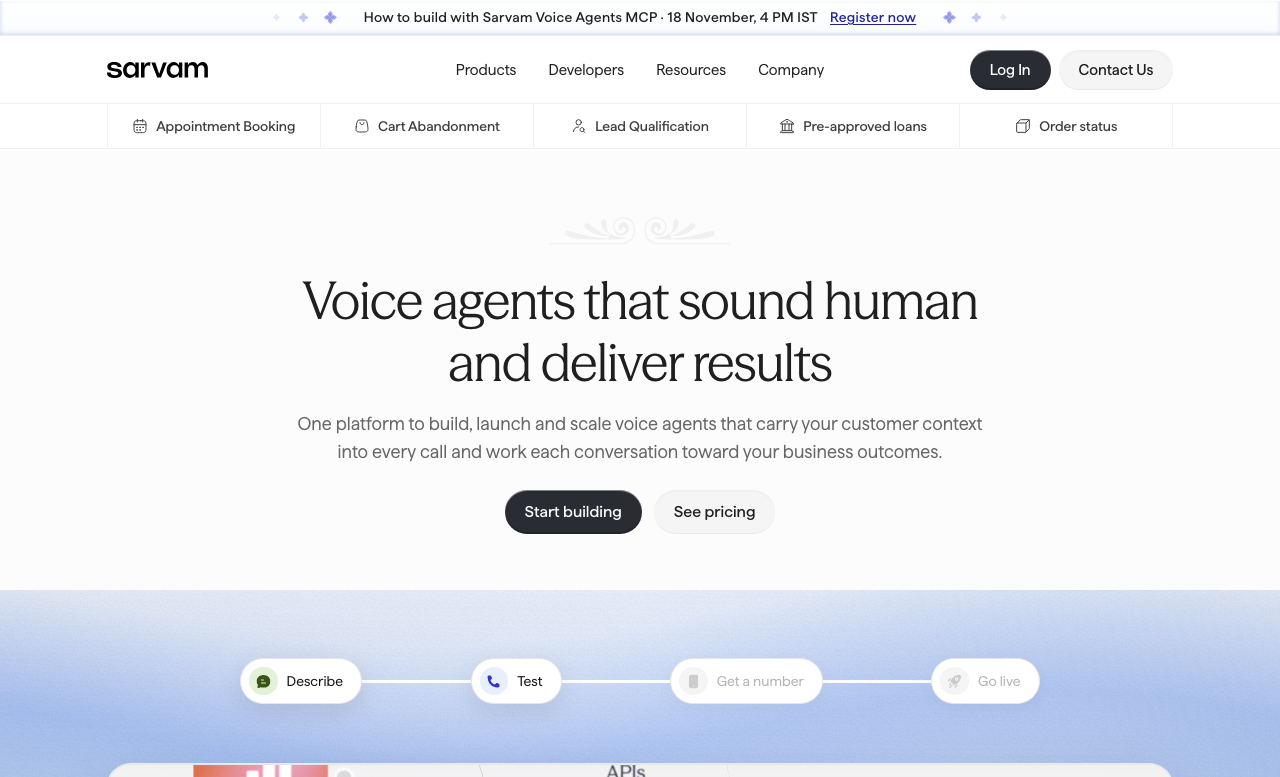 How to build with Sarvam Voice Agents MCP · 18 November, 4 PM IST Register now
sarvam
Products Developers Resources Company
Log In Contact Us
Appointment Booking Cart Abandonment Lead Qualification Pre-approved loans Order status
Voice agents that sound human
and deliver results
One platform to build, launch and scale voice agents that carry your customer context
into every call and work each conversation toward your business outcomes.
Start building See pricing
Describe Test Get a number Go live
APIs